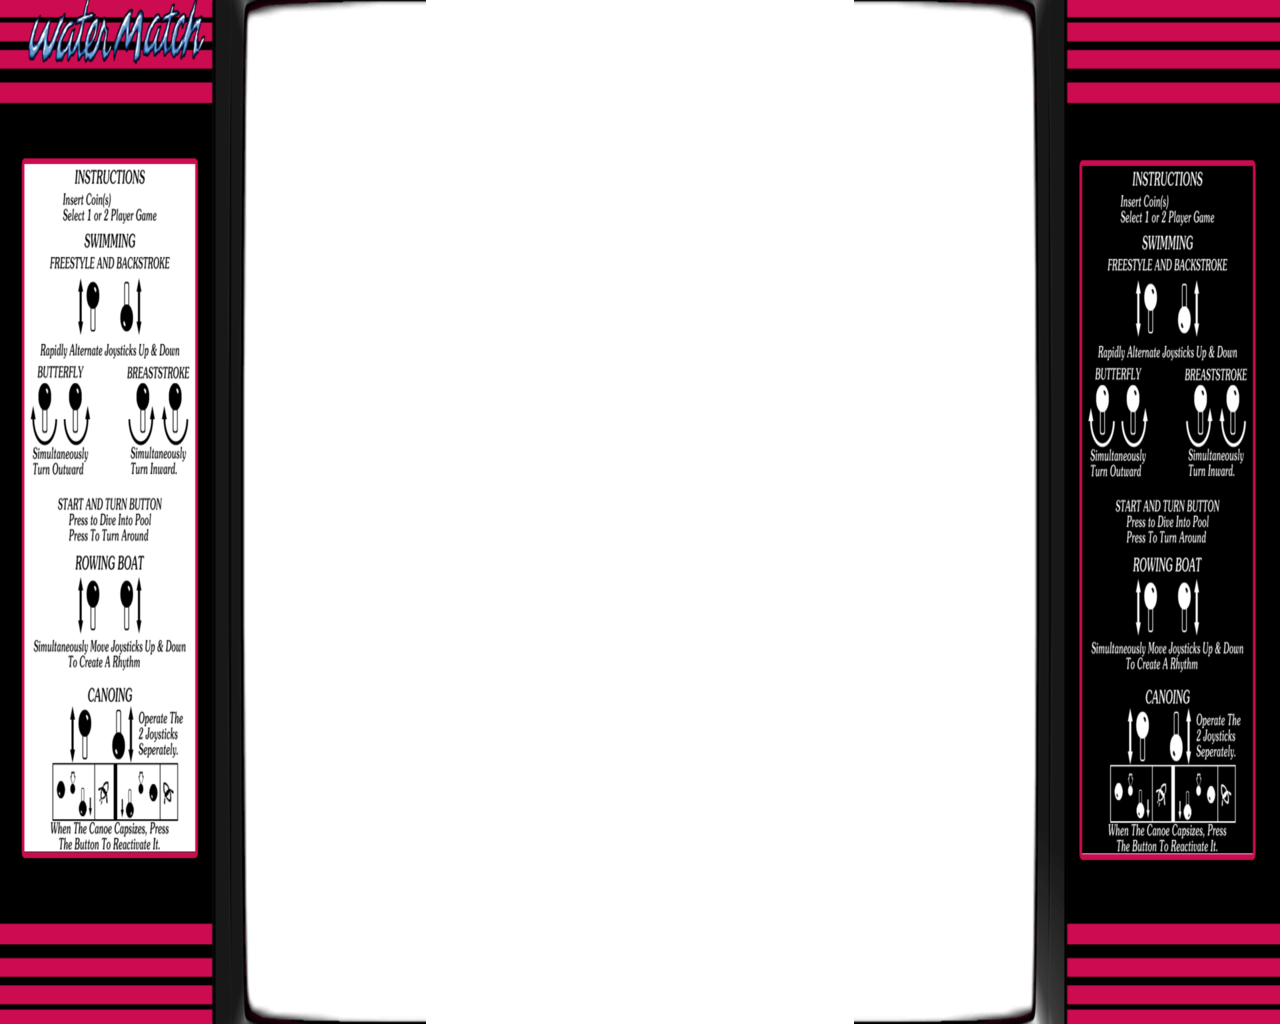 Water Match
INSTRUCTIONS
Insert Coin(s)
Select 1 or 2 Player Game
SWIMMING
FREESTYLE AND BACKSTROKE
Rapidly Alternate Joysticks Up & Down
BUTTERFLY
BREASTSTROKE
Simultaneously
Turn Outward
Simultaneously
Turn Inward.
START AND TURN BUTTON
Press to Dive Into Pool
Press To Turn Around
ROWING BOAT
Simultaneously Move Joysticks Up & Down
To Create A Rhythm
CANOING
Operate The
2 Joysticks
Seperately.
When The Canoe Capsizes, Press
The Button To Reactivate It.
INSTRUCTIONS
Insert Coin(s)
Select 1 or 2 Player Game
SWIMMING
FREESTYLE AND BACKSTROKE
Rapidly Alternate Joysticks Up & Down
BUTTERFLY
BREASTSTROKE
Simultaneously
Turn Outward
Simultaneously
Turn Inward.
START AND TURN BUTTON
Press to Dive Into Pool
Press To Turn Around
ROWING BOAT
Simultaneously Move Joysticks Up & Down
To Create A Rhythm
CANOING
Operate The
2 Joysticks
Seperately.
When The Canoe Capsizes, Press
The Button To Reactivate It.